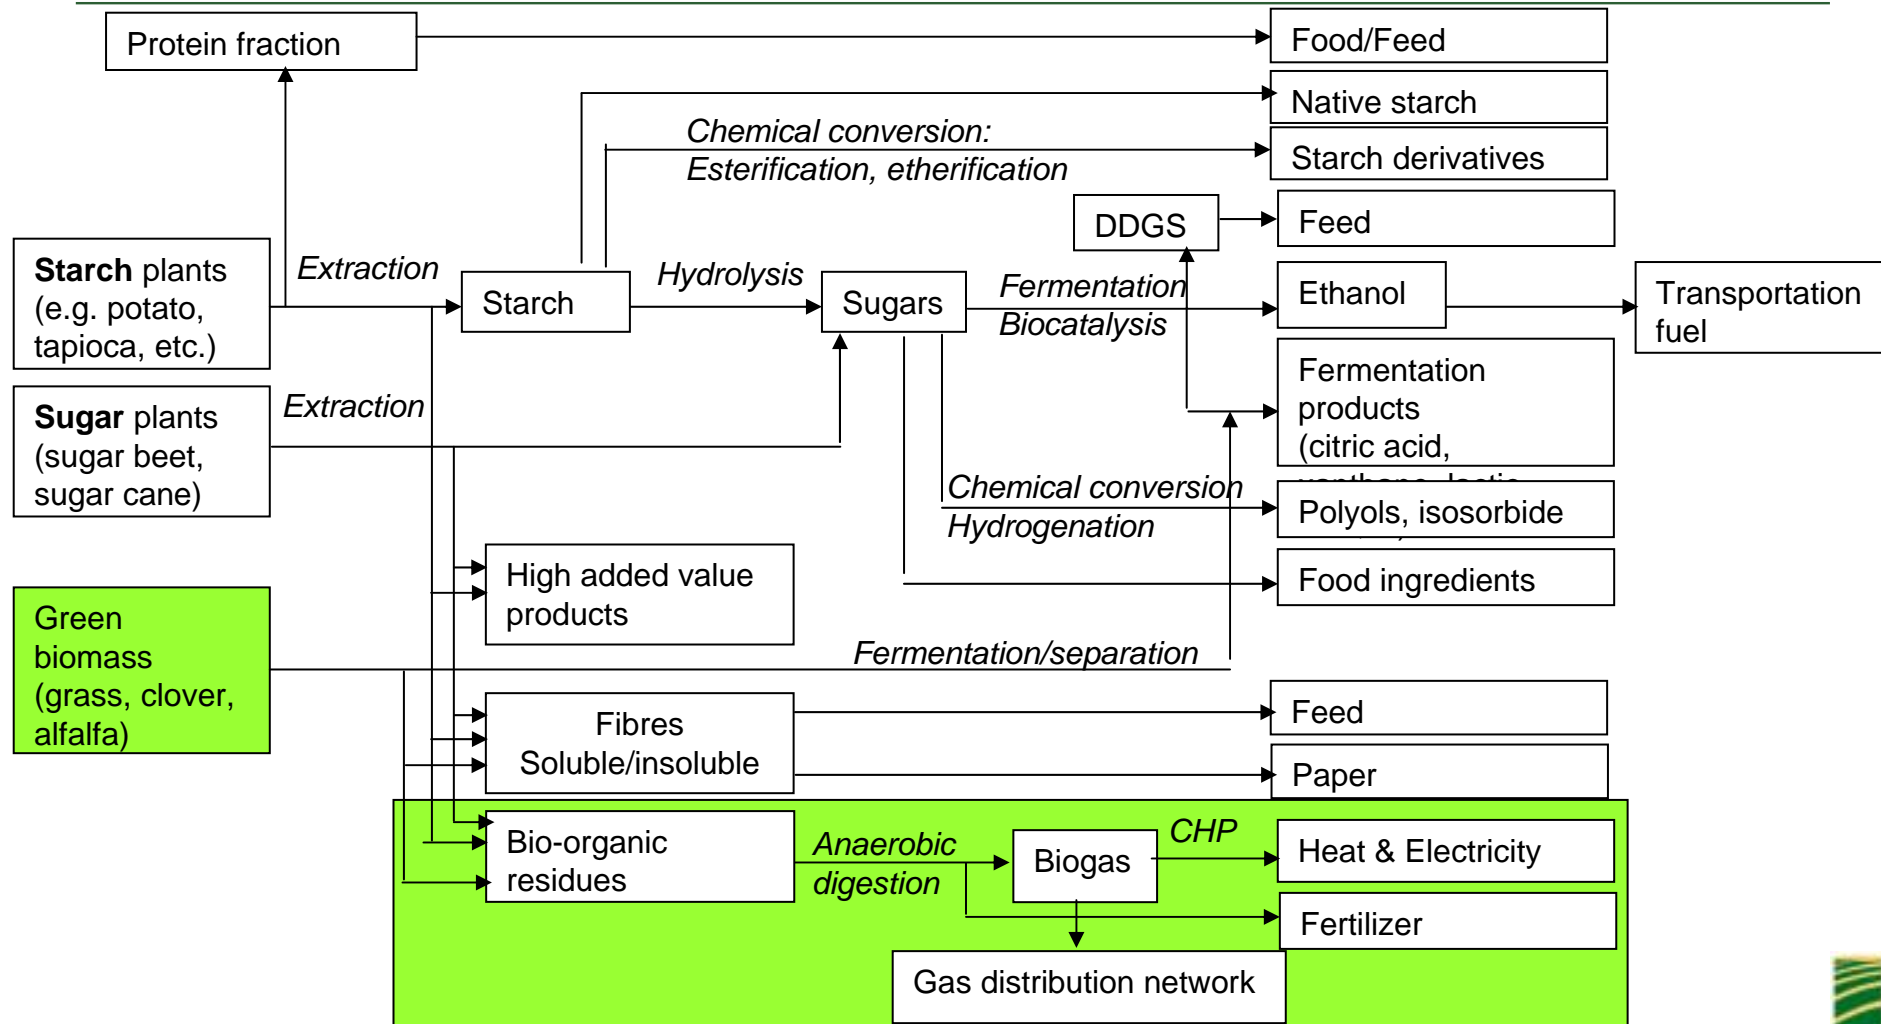 Protein fraction
Food/Feed
Native starch
Chemical conversion:
Esterification, etherification
Starch derivatives
DDGS
Feed
Starch plants
(e.g. potato,
tapioca, etc.)
Extraction
Starch
Hydrolysis
Sugars
Fermentation
Biocatalysis
Ethanol
Transportation
fuel
Sugar plants
(sugar beet,
sugar cane)
Extraction
Fermentation
products
(citric acid,
Chemical conversion
Hydrogenation
Polyols, isosorbide
High added value
products
Food ingredients
Green
biomass
(grass, clover,
alfalfa)
Fermentation/separation
Fibres
Soluble/insoluble
Feed
Paper
Bio-organic
residues
Anaerobic
digestion
Biogas
CHP
Heat & Electricity
Fertilizer
Gas distribution network